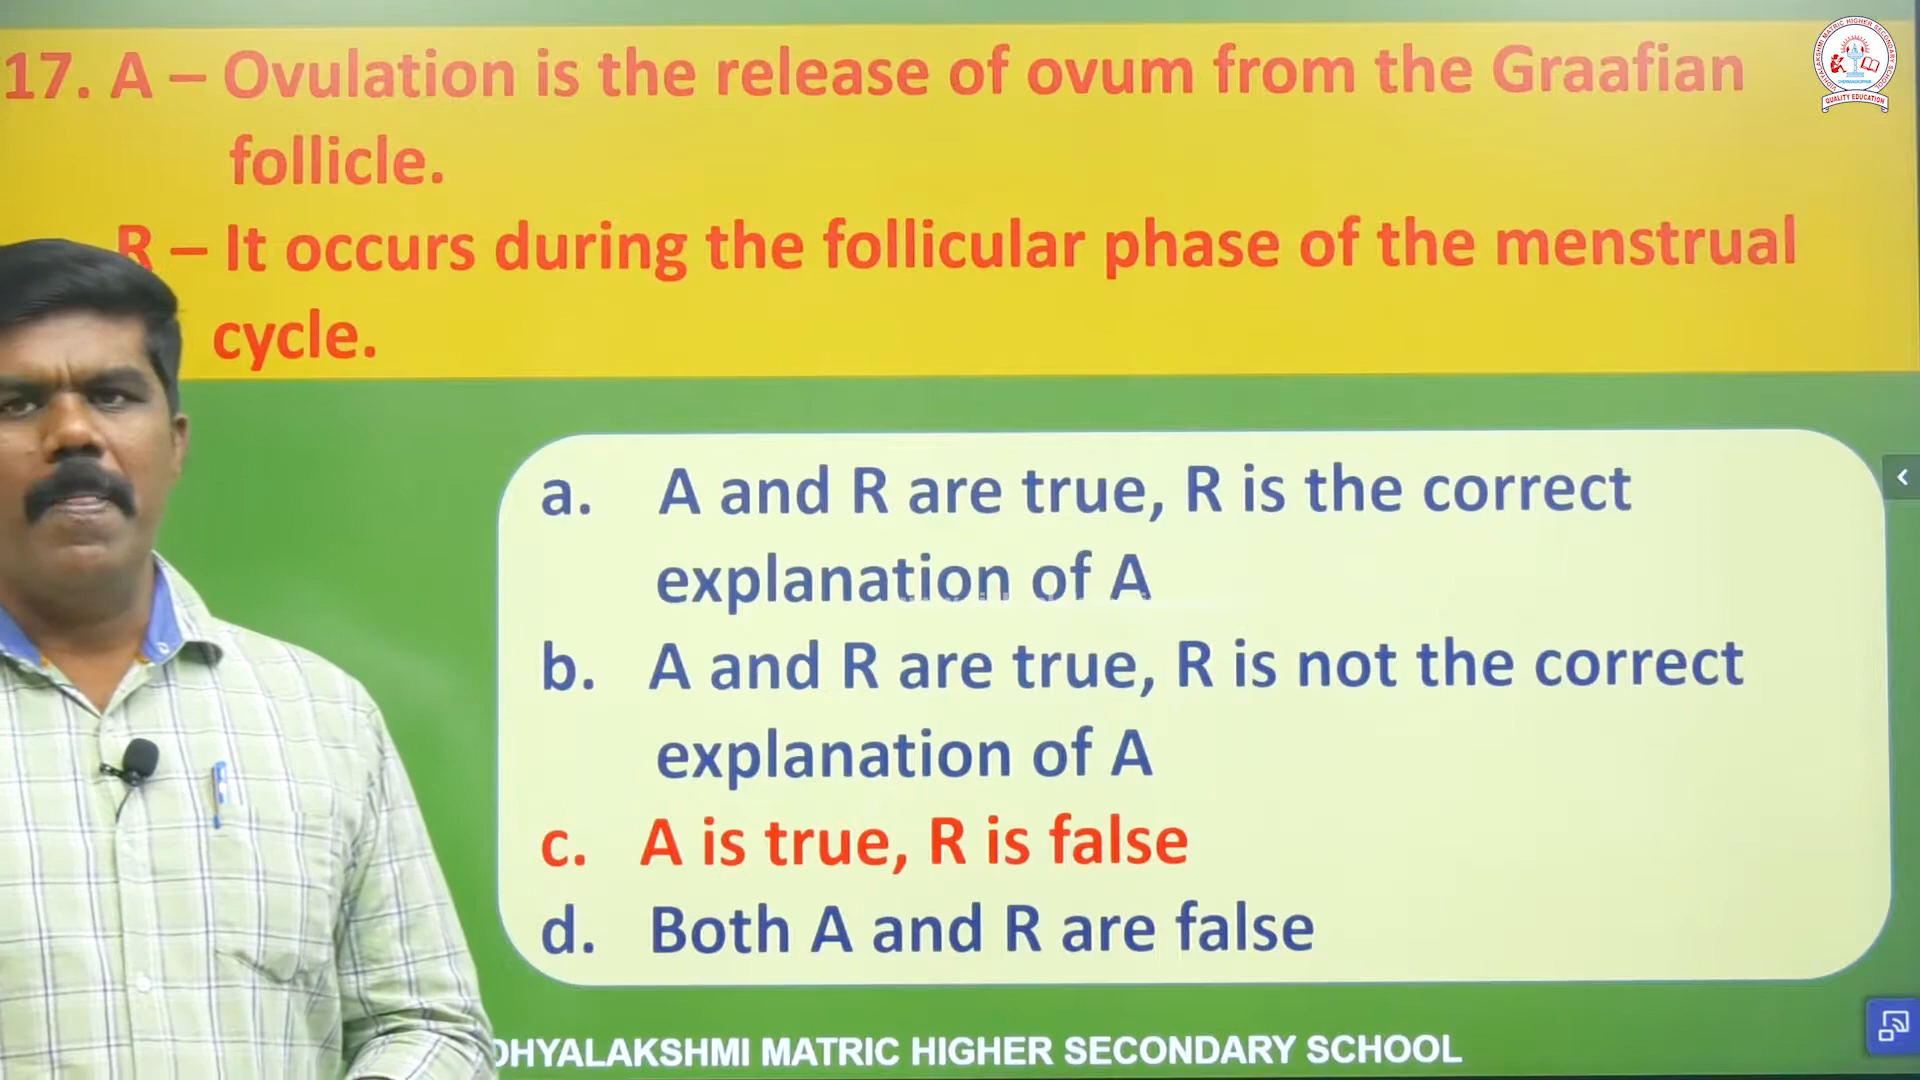 17. A – Ovulation is the release of ovum from the Graafian
follicle.
R – It occurs during the follicular phase of the menstrual
cycle.
a. A and R are true, R is the correct
explanation of A
b. A and R are true, R is not the correct
explanation of A
c. A is true, R is false
d. Both A and R are false
DHYALAKSHMI MATRIC HIGHER SECONDARY SCHOOL
QUALITY EDUCATION